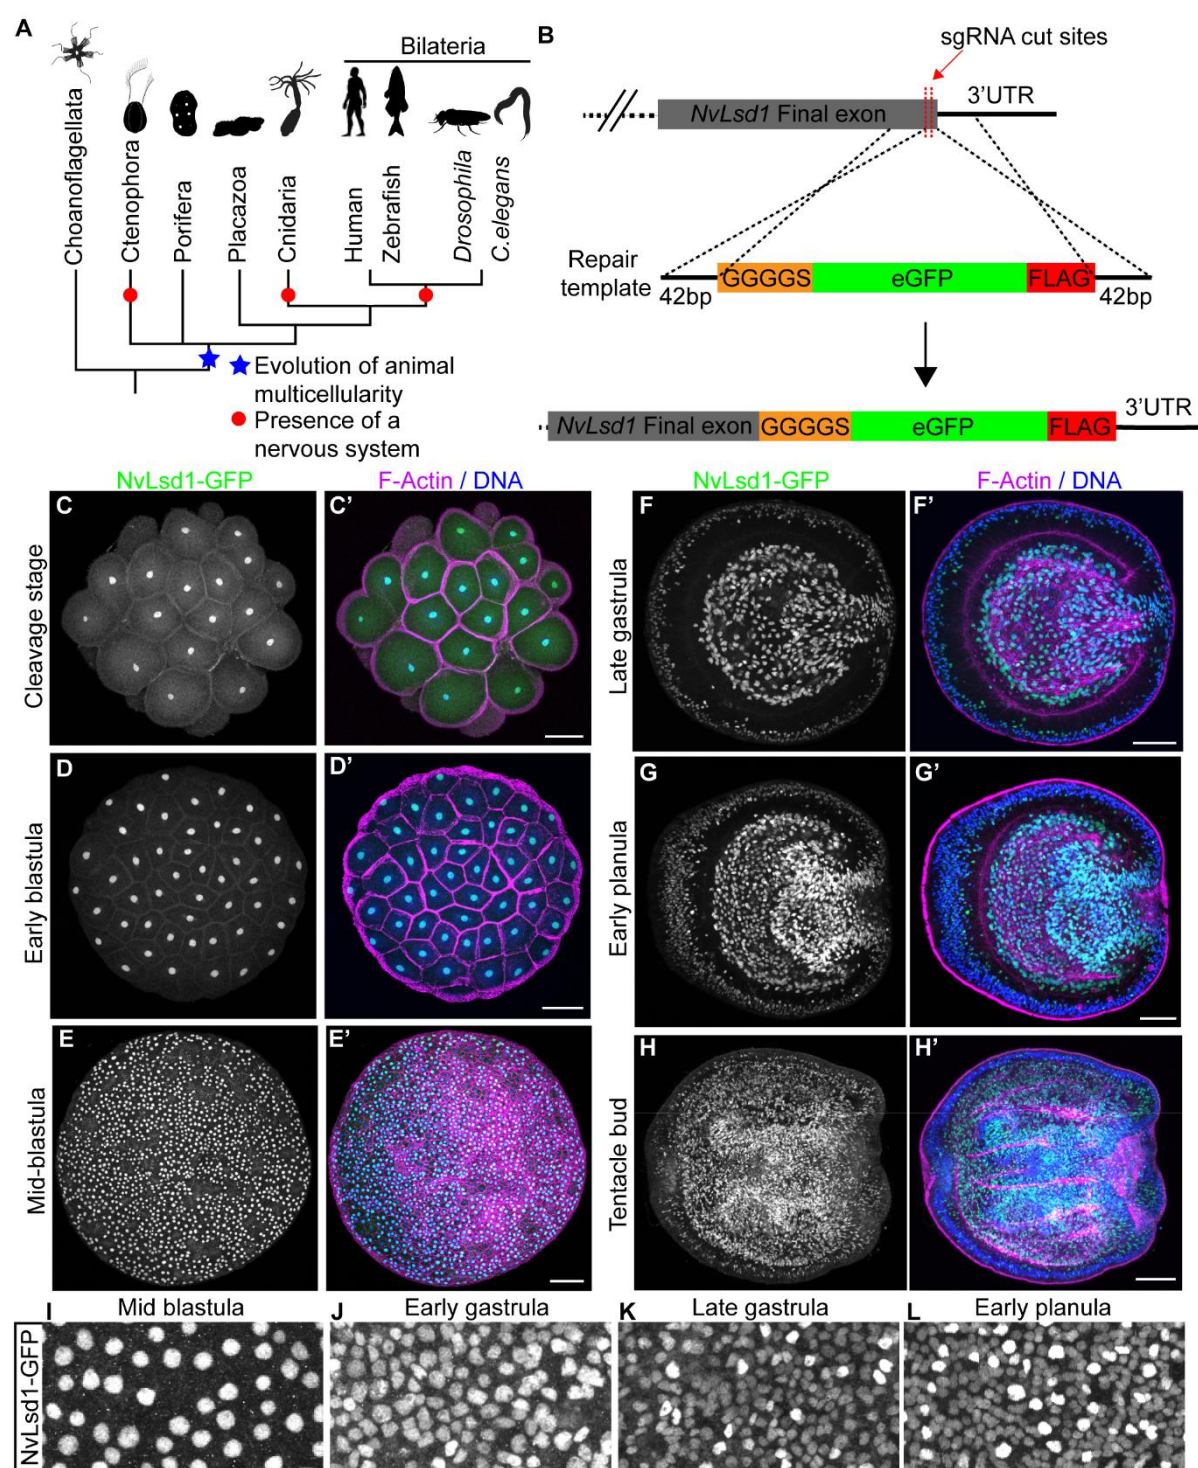 A
Bilateria
Choanoflagellata
Ctenophora
Porifera
Placazoa
Cnidaria
Human
Zebrafish
Drosophila
C.elegans
Evolution of animal
multicellularity
Presence of a
nervous system
B
sgRNA cut sites
3’UTR
NvLsd1 Final exon
Repair
template
GGGGS
eGFP
FLAG
42bp
42bp
3’UTR
NvLsd1 Final exon
GGGGS
eGFP
FLAG
NvLsd1-GFP
F-Actin / DNA
Cleavage stage
C
C’
Early blastula
D
D’
Mid-blastula
E
E’
NvLsd1-GFP
F-Actin / DNA
Late gastrula
F
F’
Early planula
G
G’
Tentacle bud
H
H’
NvLsd1-GFP
I
Mid blastula
J
Early gastrula
K
Late gastrula
L
Early planula